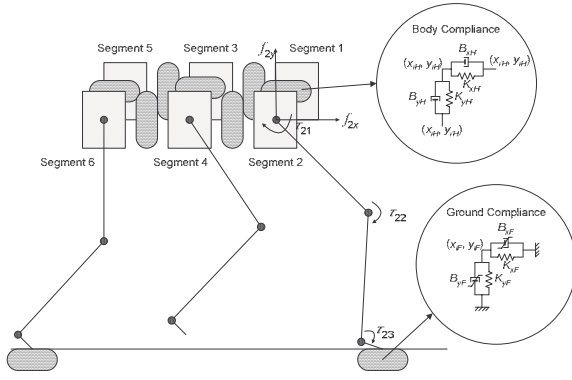 Body Compliance
Segment 5
Segment 3
f2y
Segment 1
BxH
(xiH, yiH)
(xiH, yiH)
KxH
ByH
KyH
(xiH, yiH)
τ21
f2x
Segment 6
Segment 4
Segment 2
τ22
Ground Compliance
BxF
(xiF, yiF)
KxF
ByF
KyF
τ23